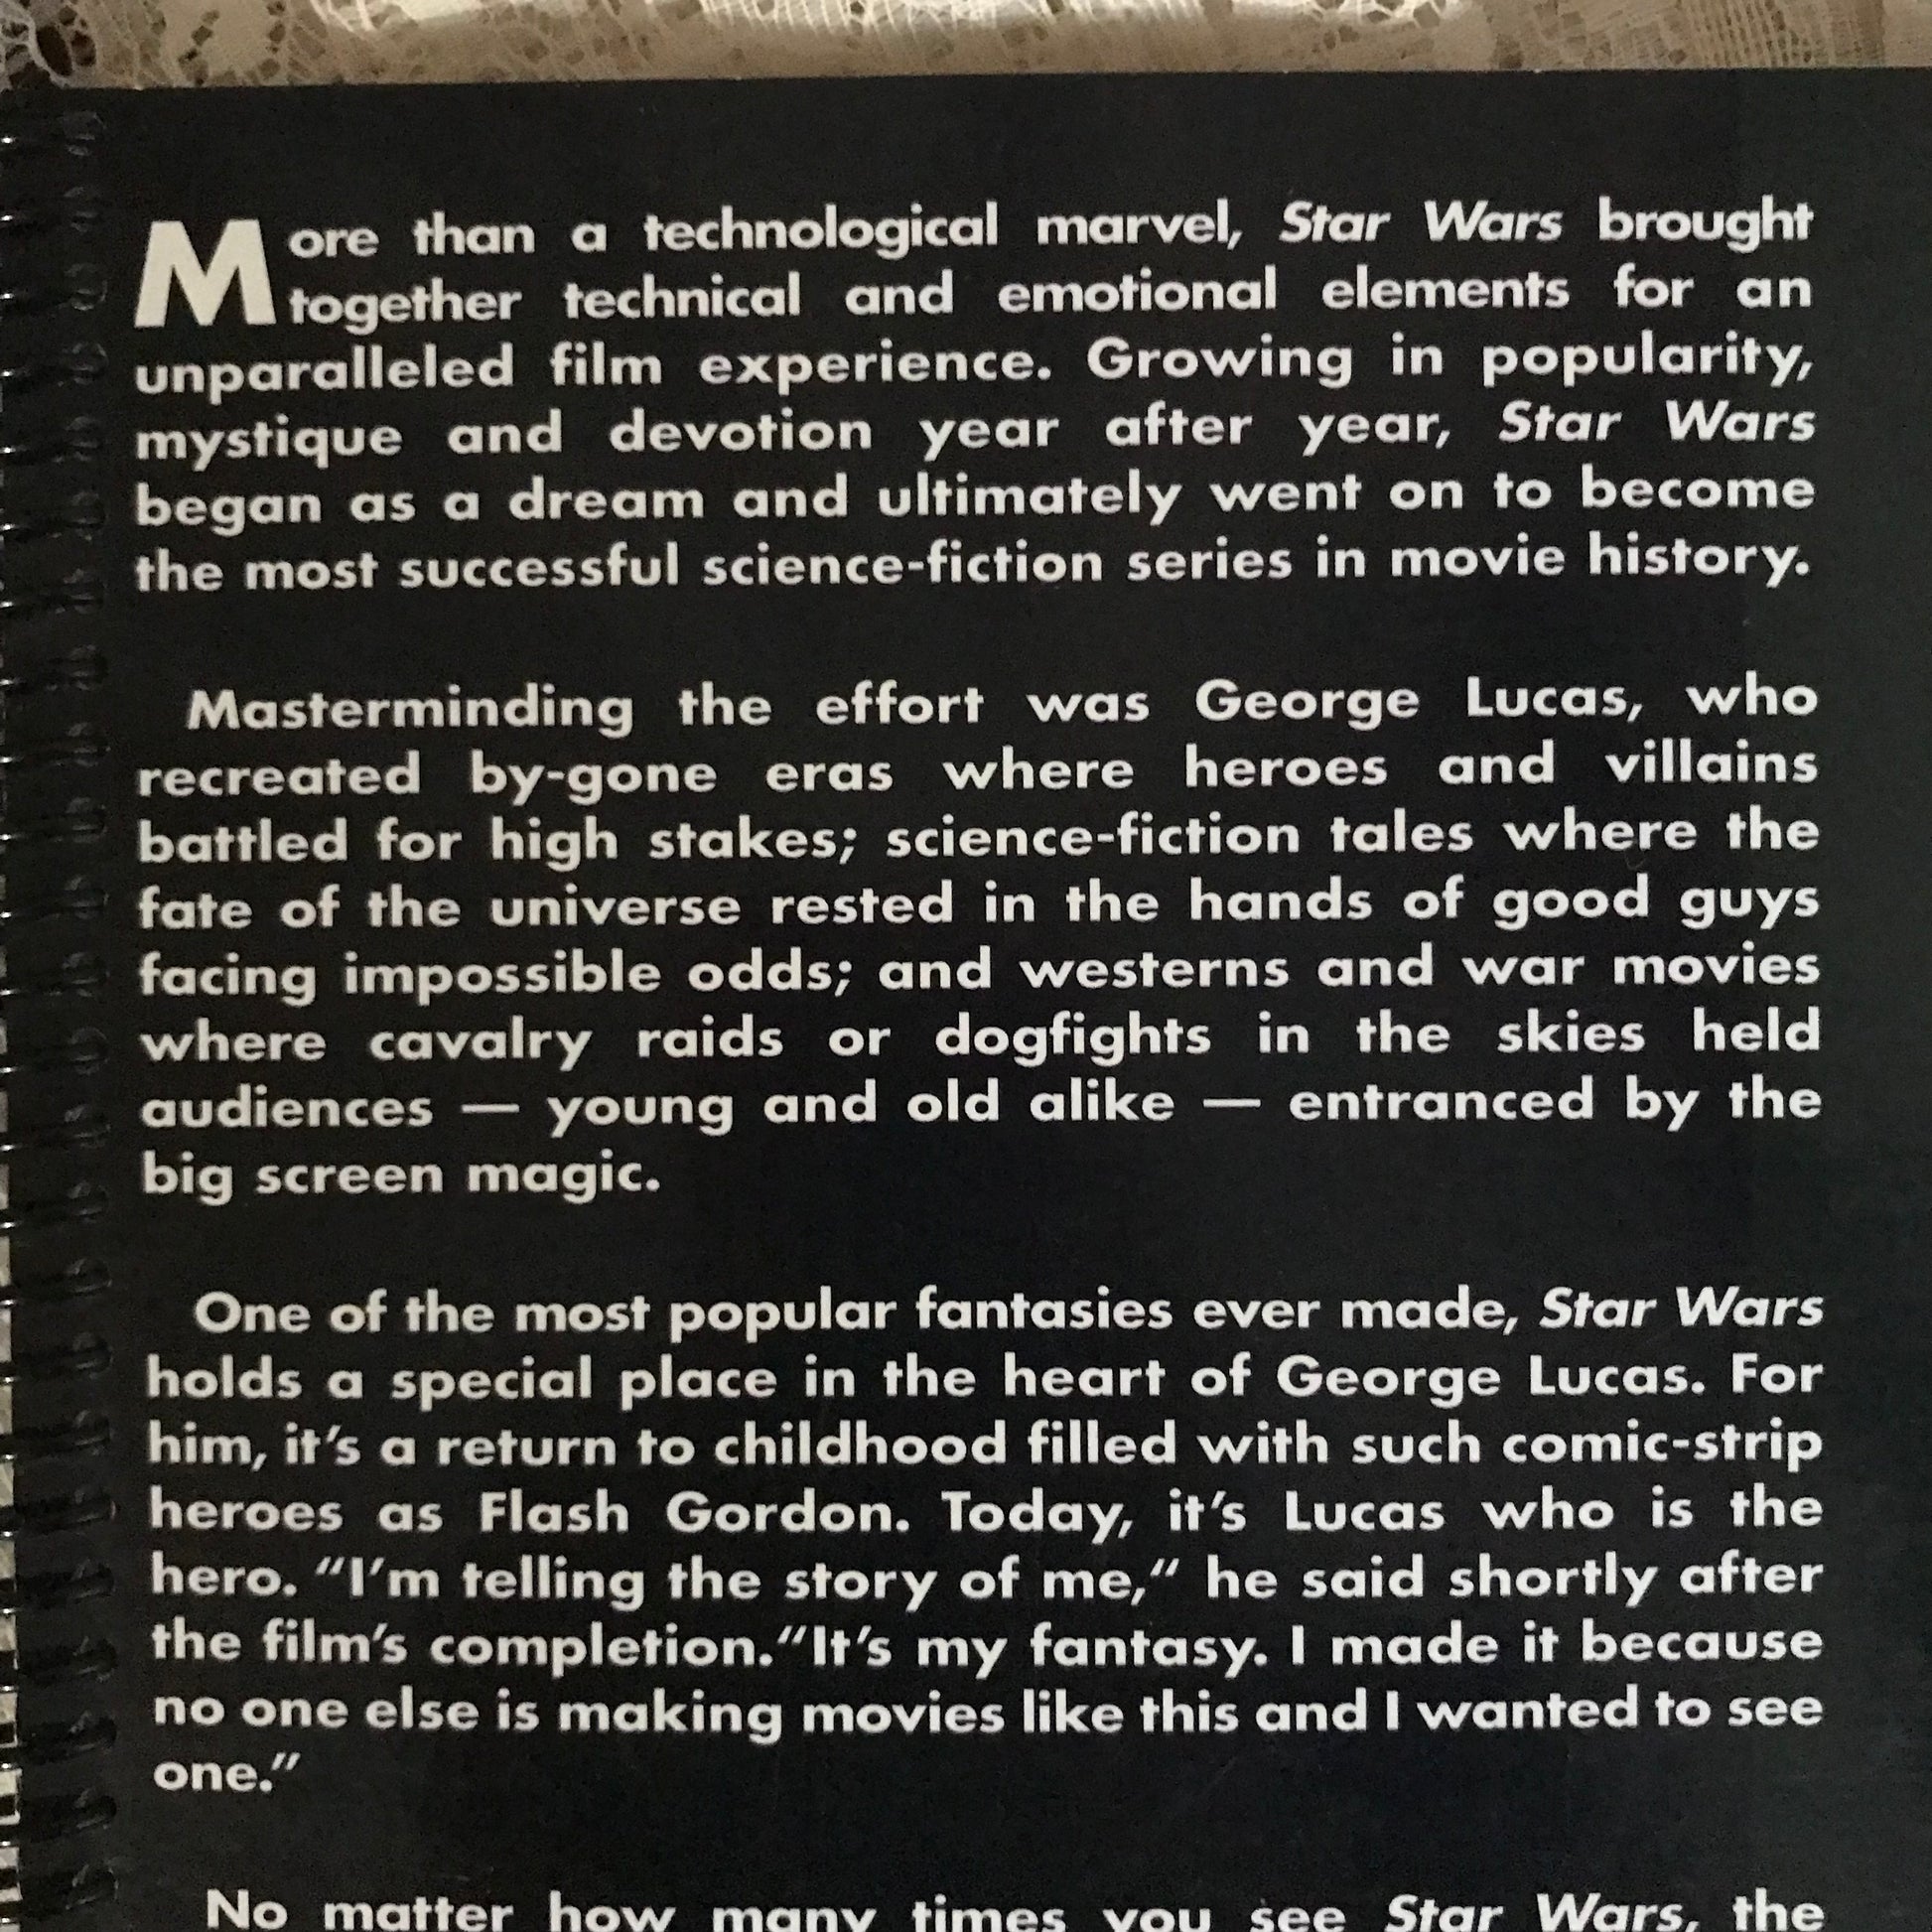 More than a technological marvel, Star Wars brought
together technical and emotional elements for an
unparalleled film experience. Growing in popularity,
mystique and devotion year after year, Star Wars
began as a dream and ultimately went on to become
the most successful science-fiction series in movie history.
Masterminding the effort was George Lucas, who
recreated by-gone eras where heroes and villains
battled for high stakes; science-fiction tales where the
fate of the universe rested in the hands of good guys
facing impossible odds; and westerns and war movies
where cavalry raids or dogfights in the skies held
audiences — young and old alike — entranced by the
big screen magic.
One of the most popular fantasies ever made, Star Wars
holds a special place in the heart of George Lucas. For
him, it's a return to childhood filled with such comic-strip
heroes as Flash Gordon. Today, it's Lucas who is the
hero. “I'm telling the story of me,“ he said shortly after
the film's completion.“It's my fantasy. I made it because
no one else is making movies like this and I wanted to see
one.”
No matter how many times you see Star Wars, the